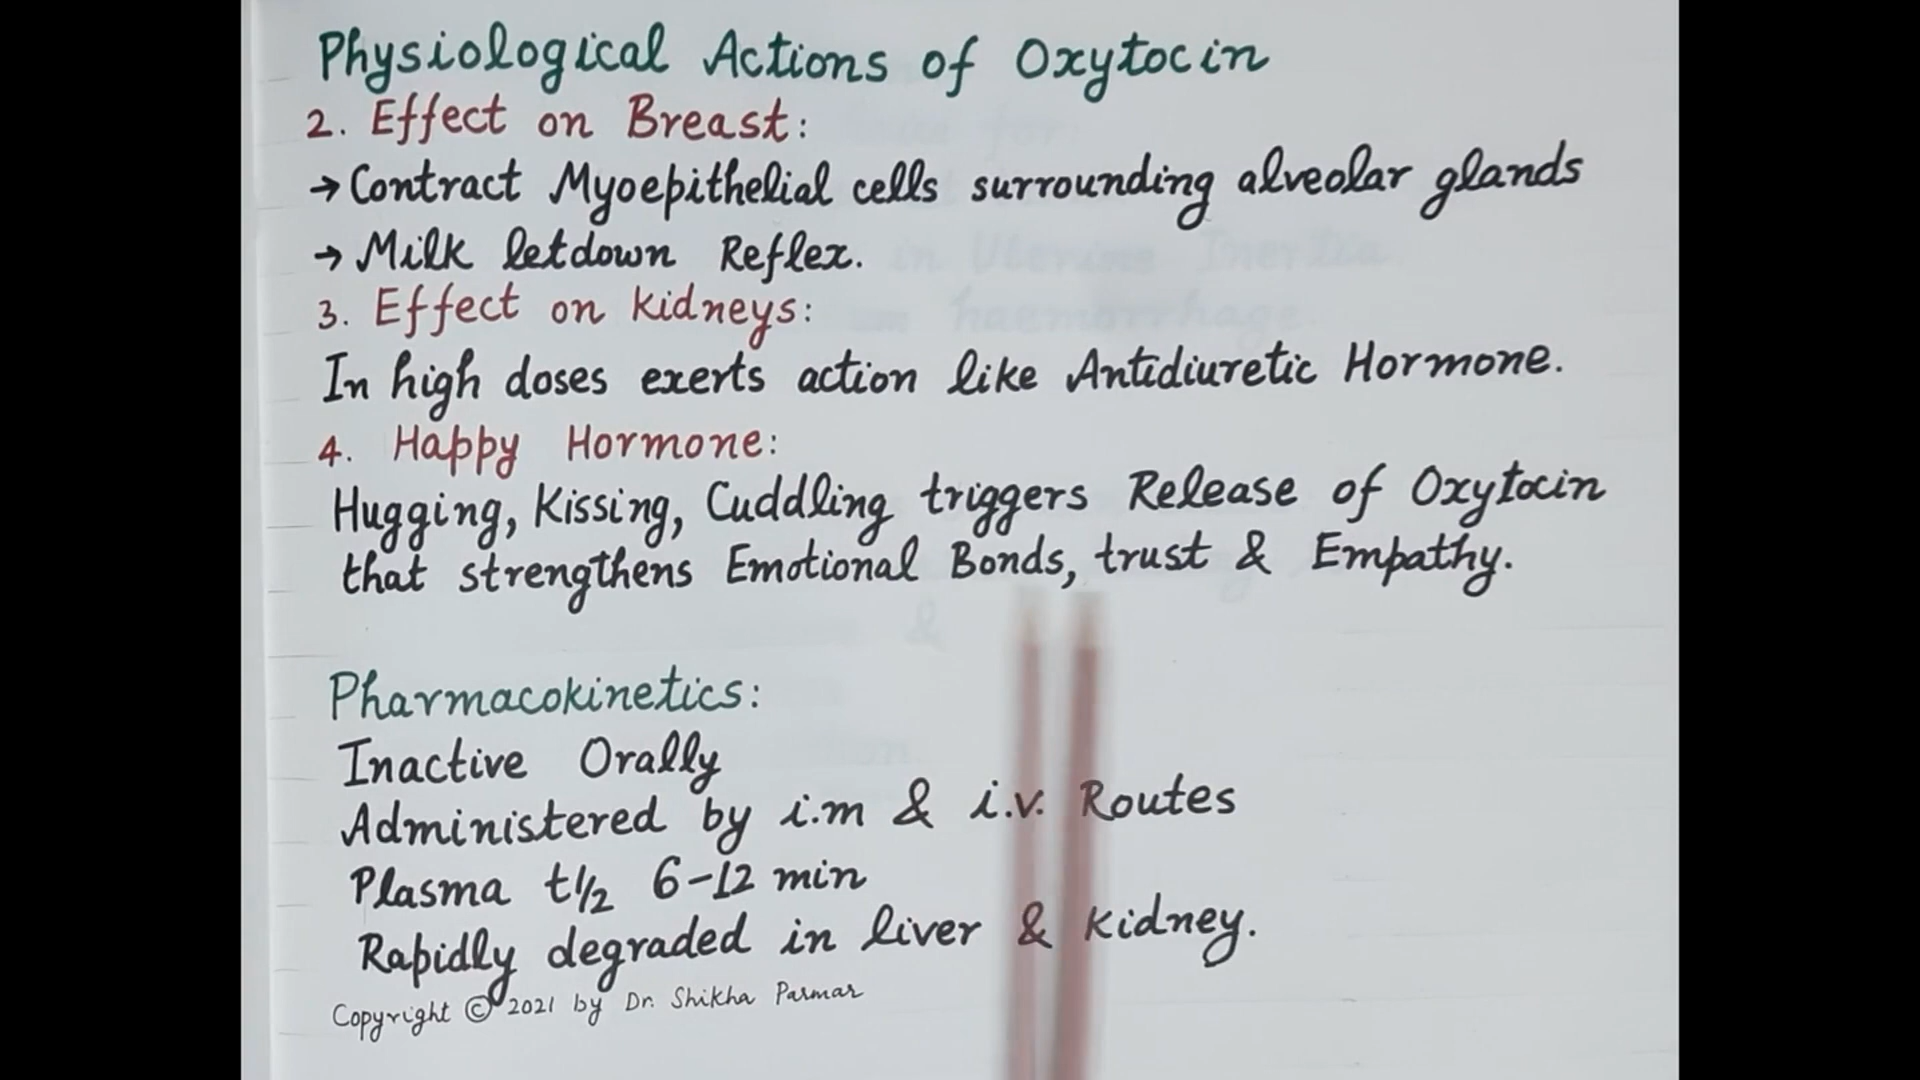 Physiological Actions of Oxytocin
2. Effect on Breast:
→ Contract Myoepithelial cells surrounding alveolar glands
→ Milk letdown Reflex.
3. Effect on kidneys:
In high doses exerts action like Antidiuretic Hormone.
4. Happy Hormone:
Hugging, Kissing, Cuddling triggers Release of Oxytocin
that strengthens Emotional Bonds, trust & Empathy.
Pharmacokinetics:
Inactive Orally
Administered by i.m & i.v. Routes
Plasma t1/2 6-12 min
Rapidly degraded in liver & kidney.
Copyright © 2021 by Dr. Shikha Parmar